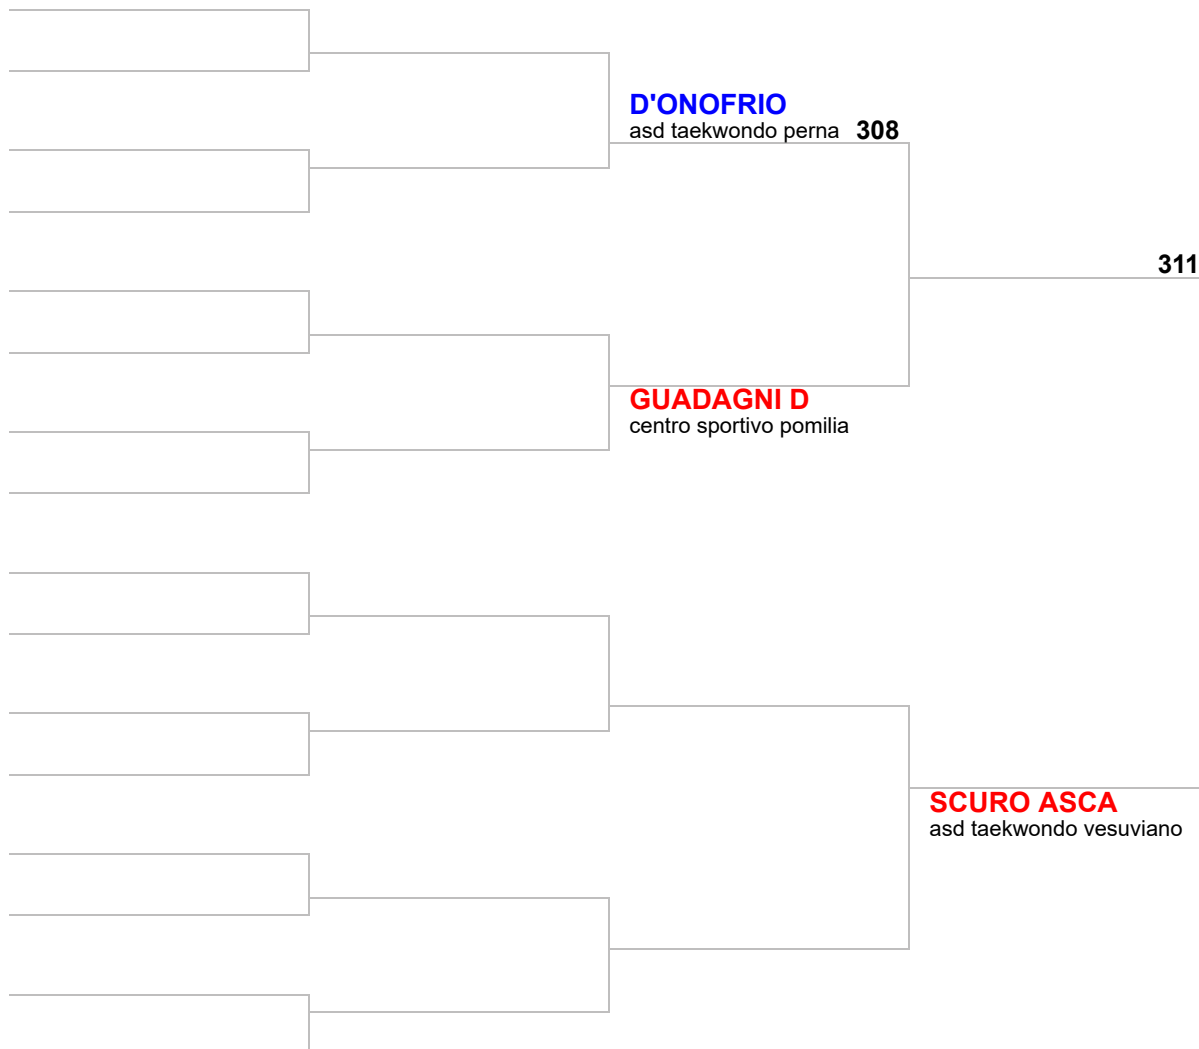 D'ONOFRIO
asd taekwondo perna 308
311
GUADAGNI D
centro sportivo pomilia
SCURO ASCA
asd taekwondo vesuviano